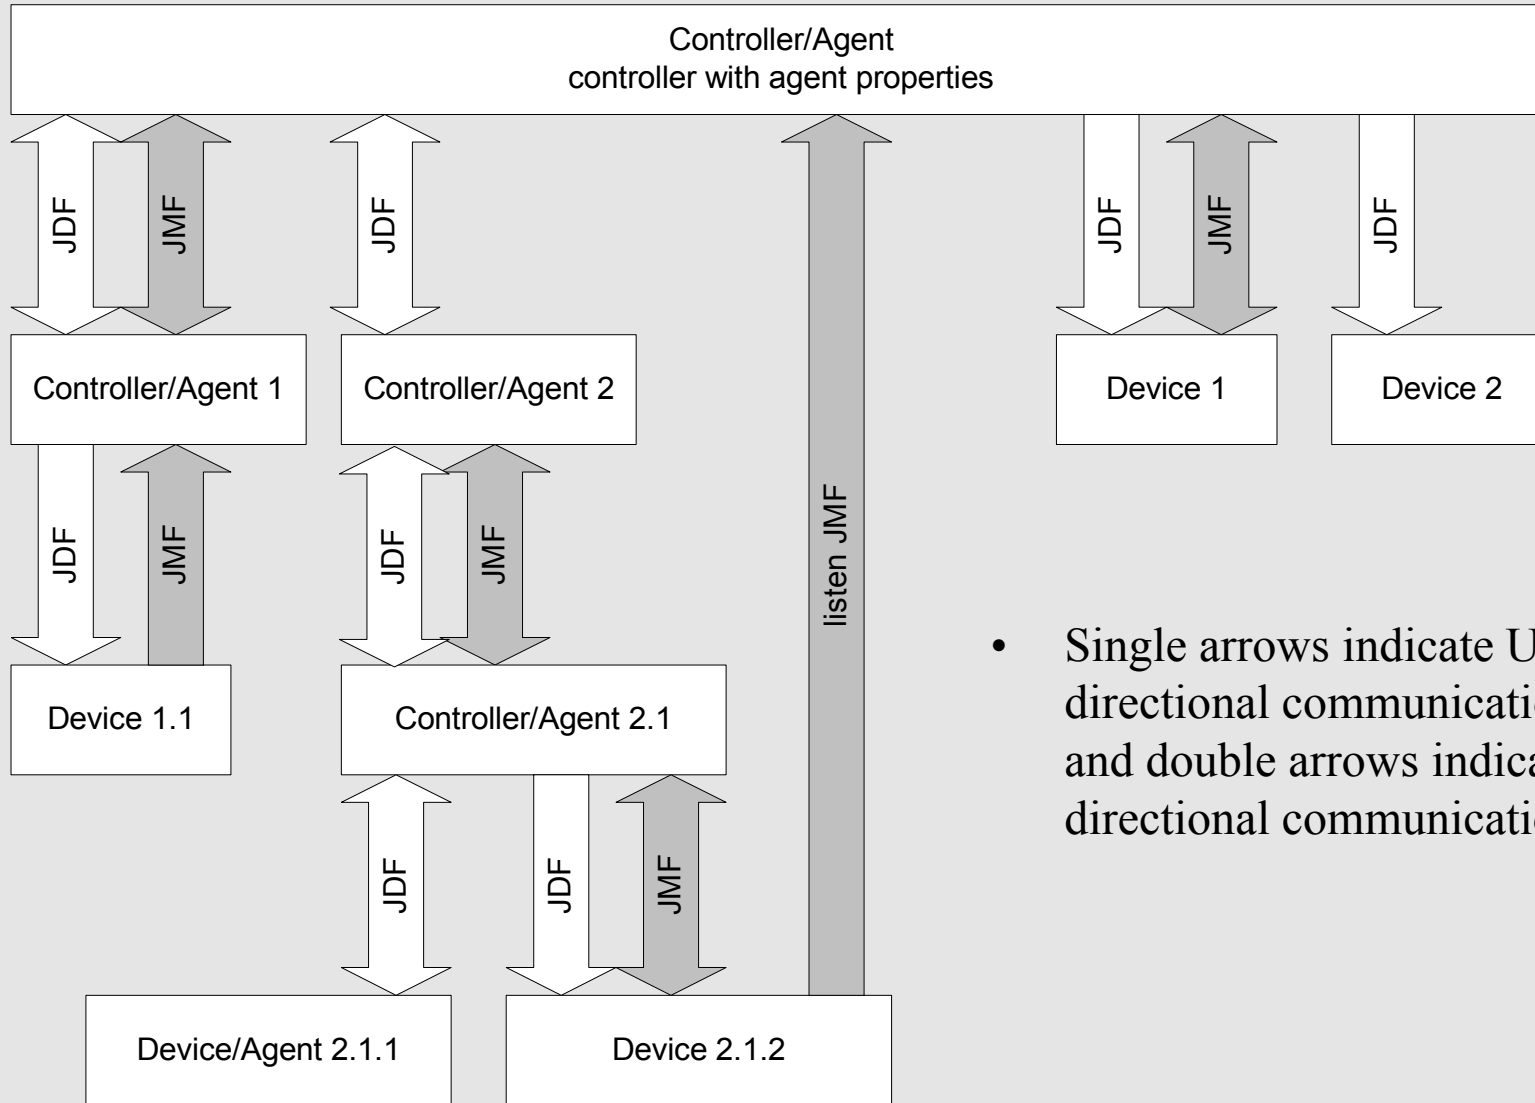 Controller/Agent
controller with agent properties
JDF
JMF
JDF
listen JMF
JDF
JMF
JDF
Controller/Agent 1
Controller/Agent 2
Device 1
Device 2
JDF
JMF
JDF
JMF
Device 1.1
Controller/Agent 2.1
JDF
JDF
JMF
Device/Agent 2.1.1
Device 2.1.2
• Single arrows indicate U
directional communicati
and double arrows indica
directional communicati